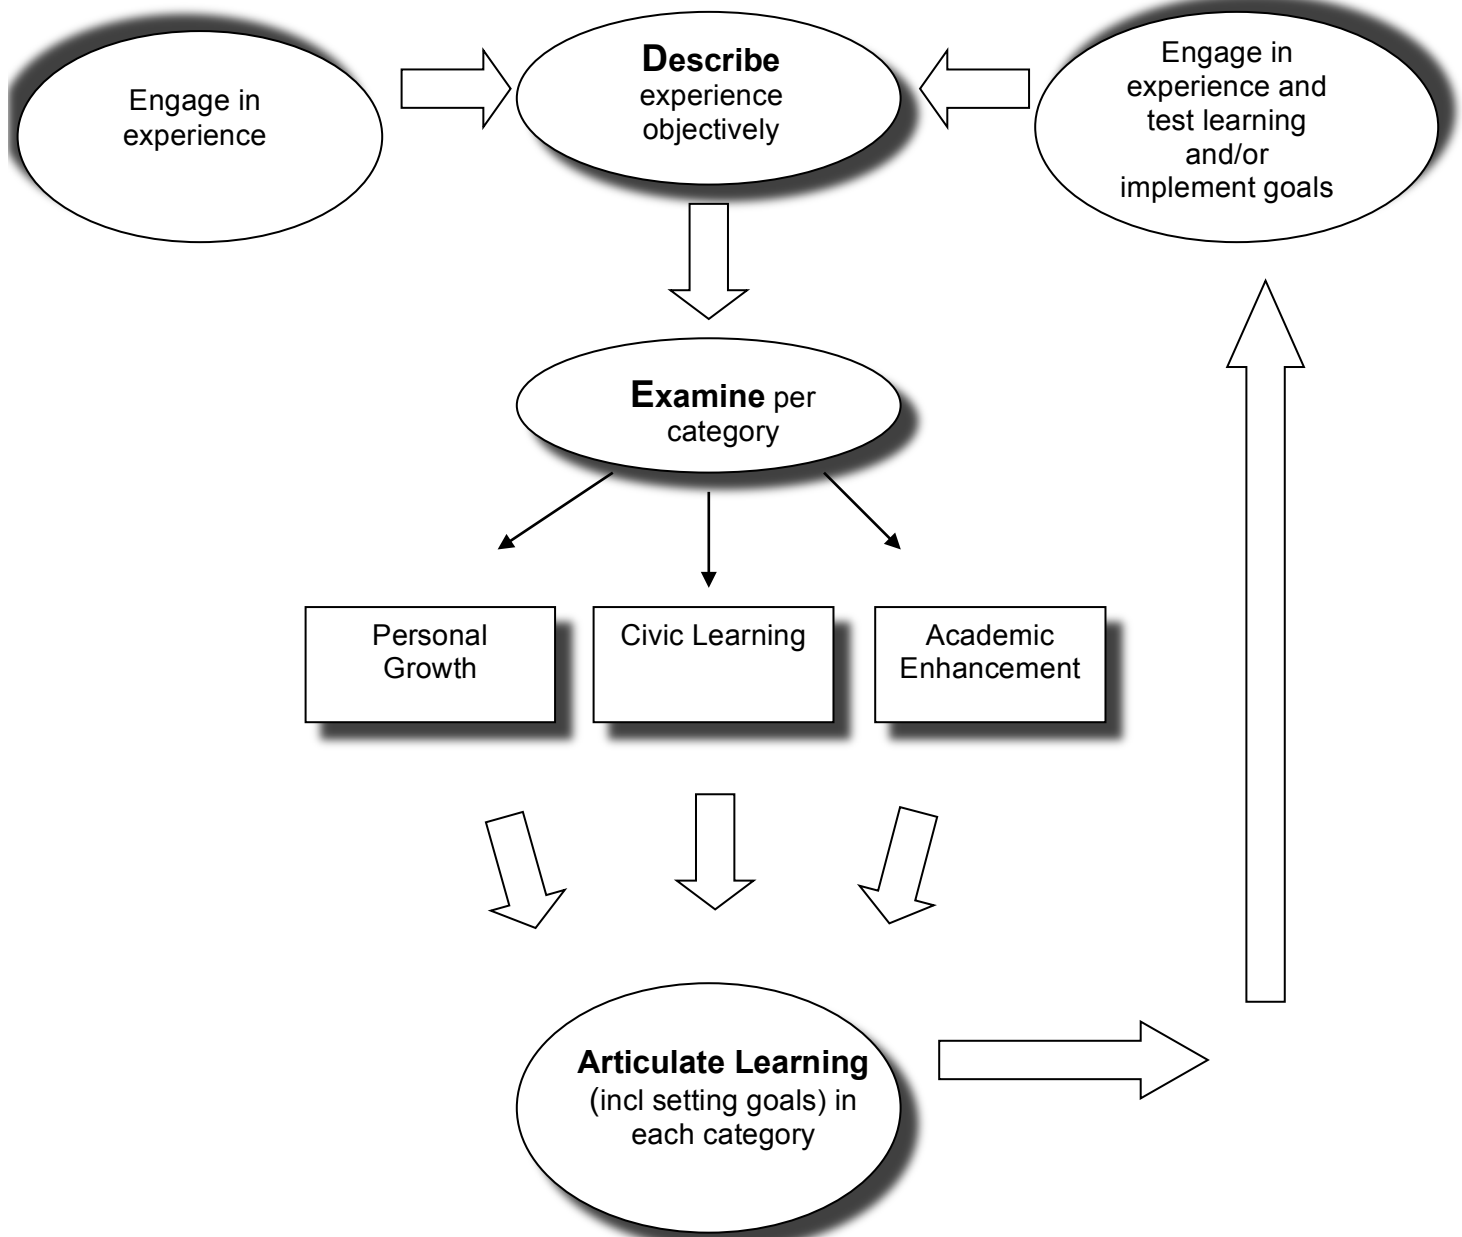 Engage in
experience
Describe
experience
objectively
Engage in
experience and
test learning
and/or
implement goals
Examine per
category
Personal
Growth
Civic Learning
Academic
Enhancement
Articulate Learning
(incl setting goals) in
each category